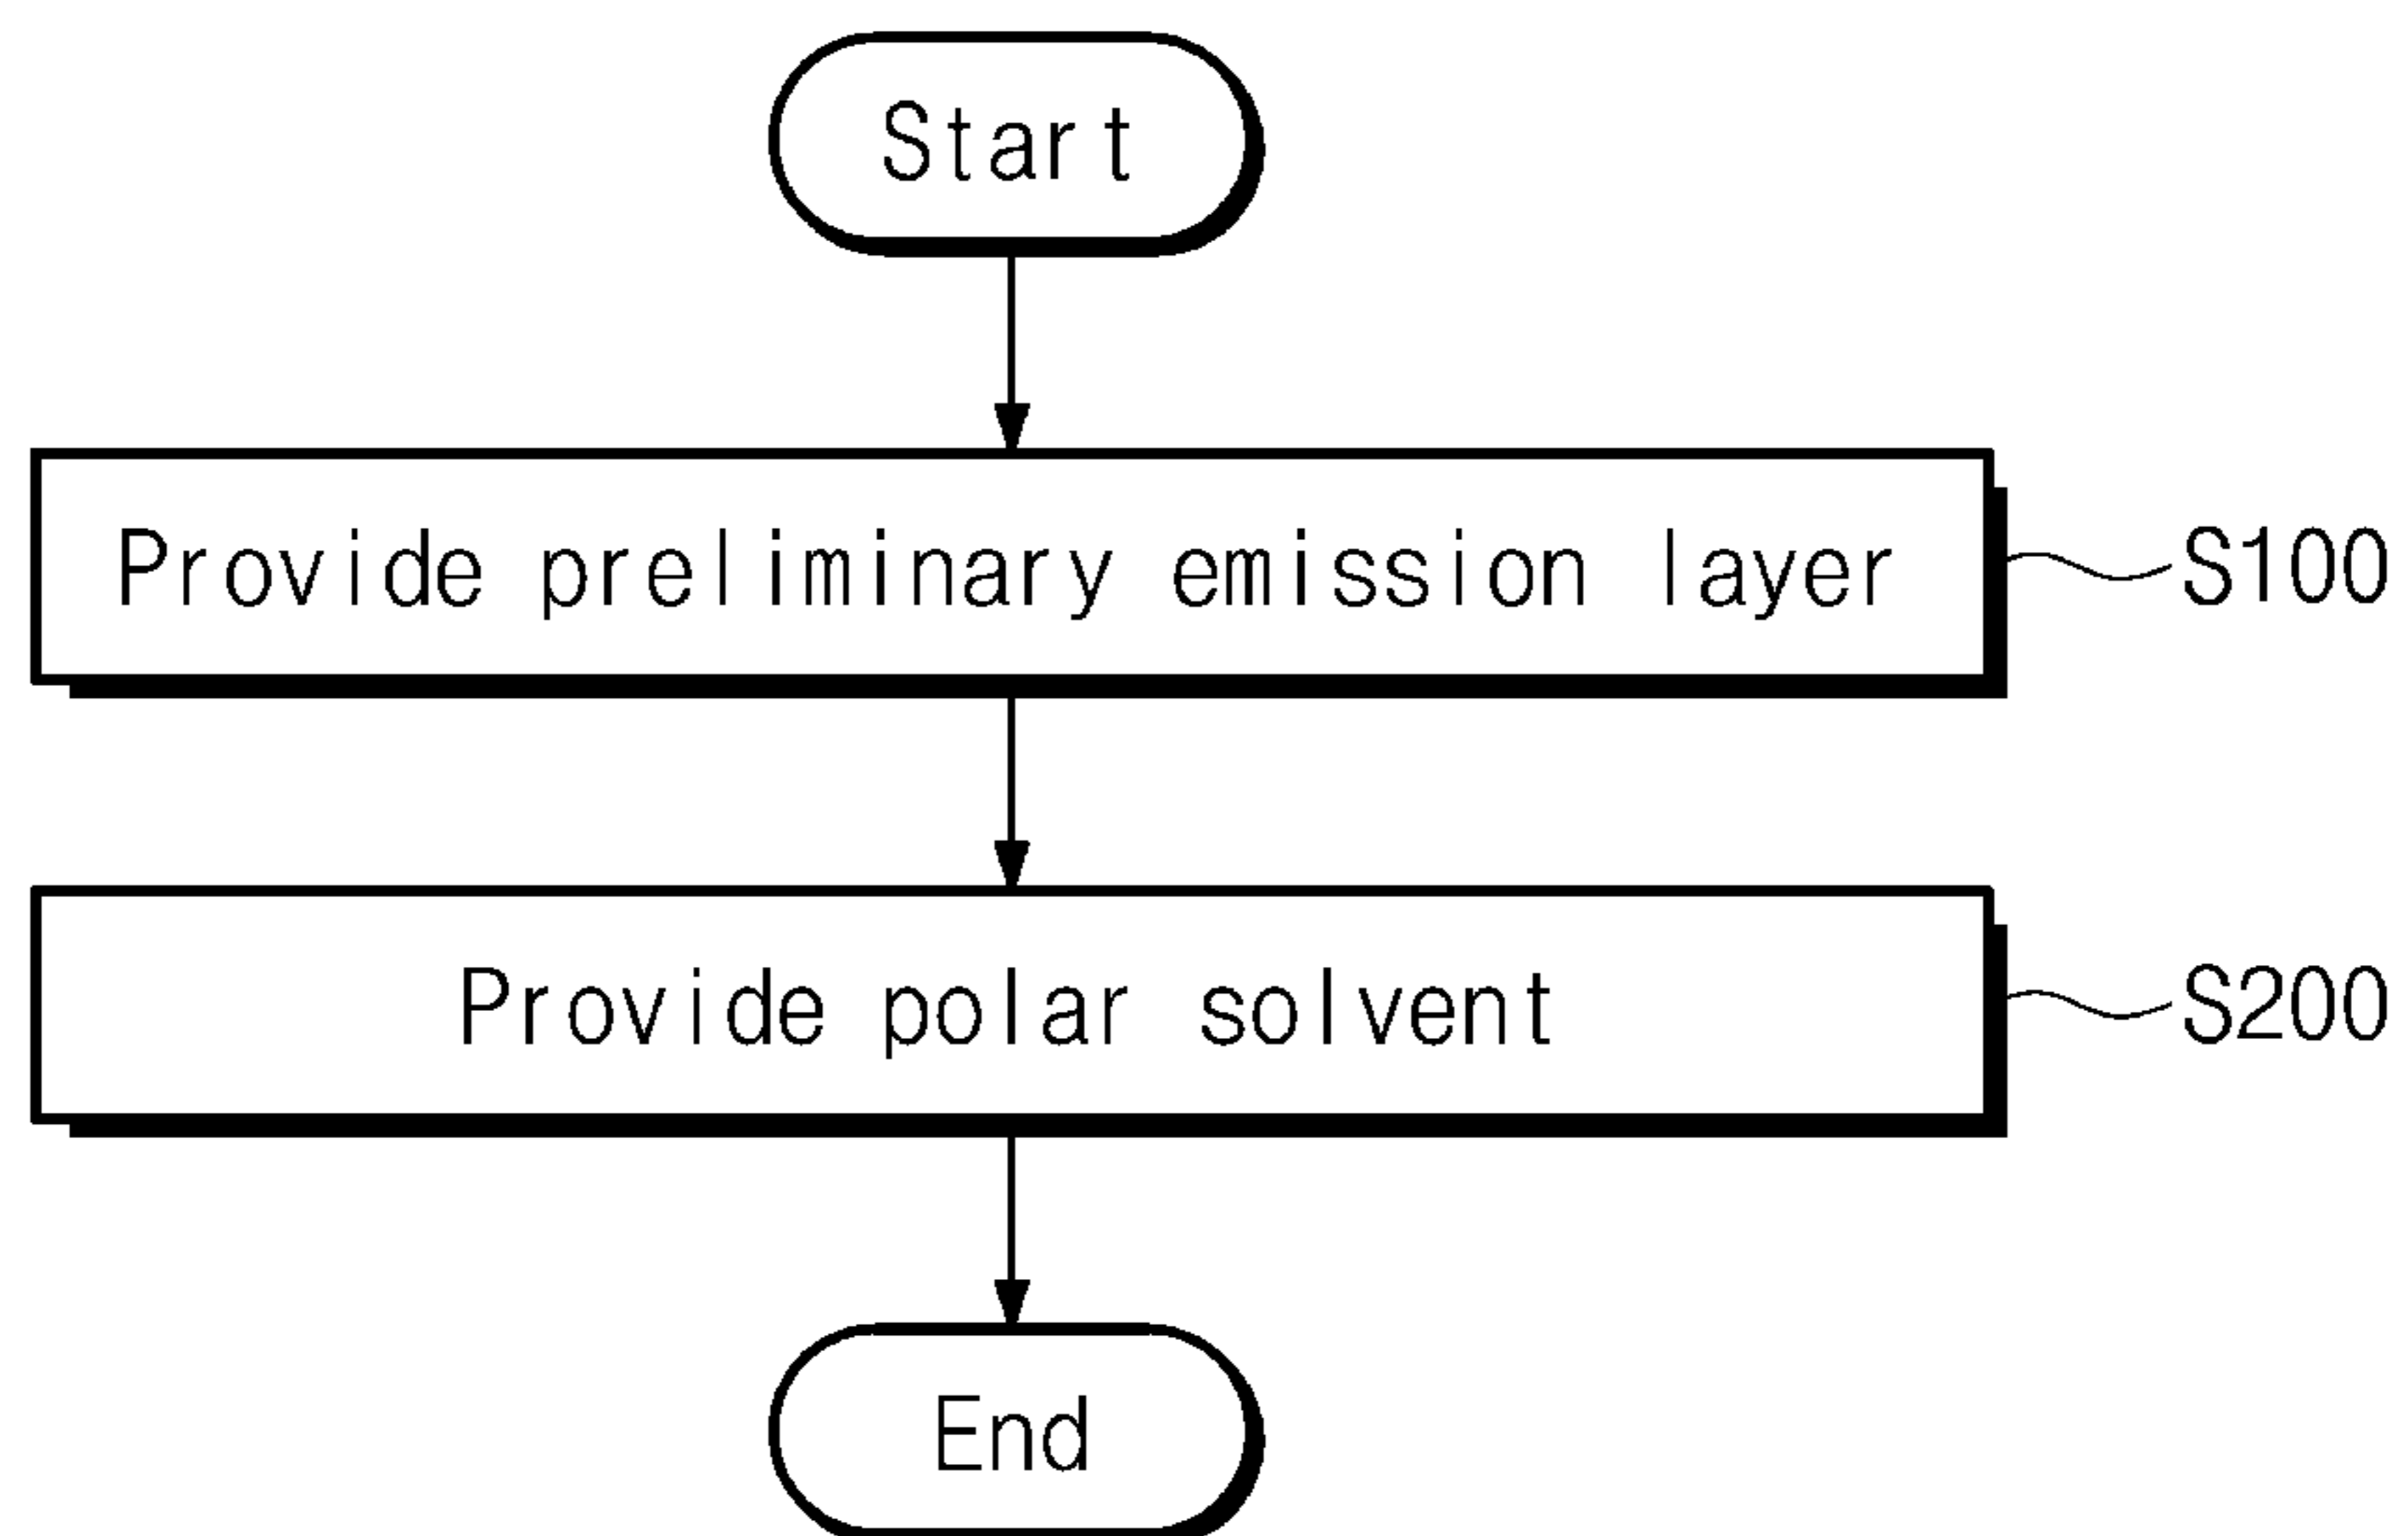 Start
Provide preliminary emission layer
S100
Provide polar solvent
S200
End